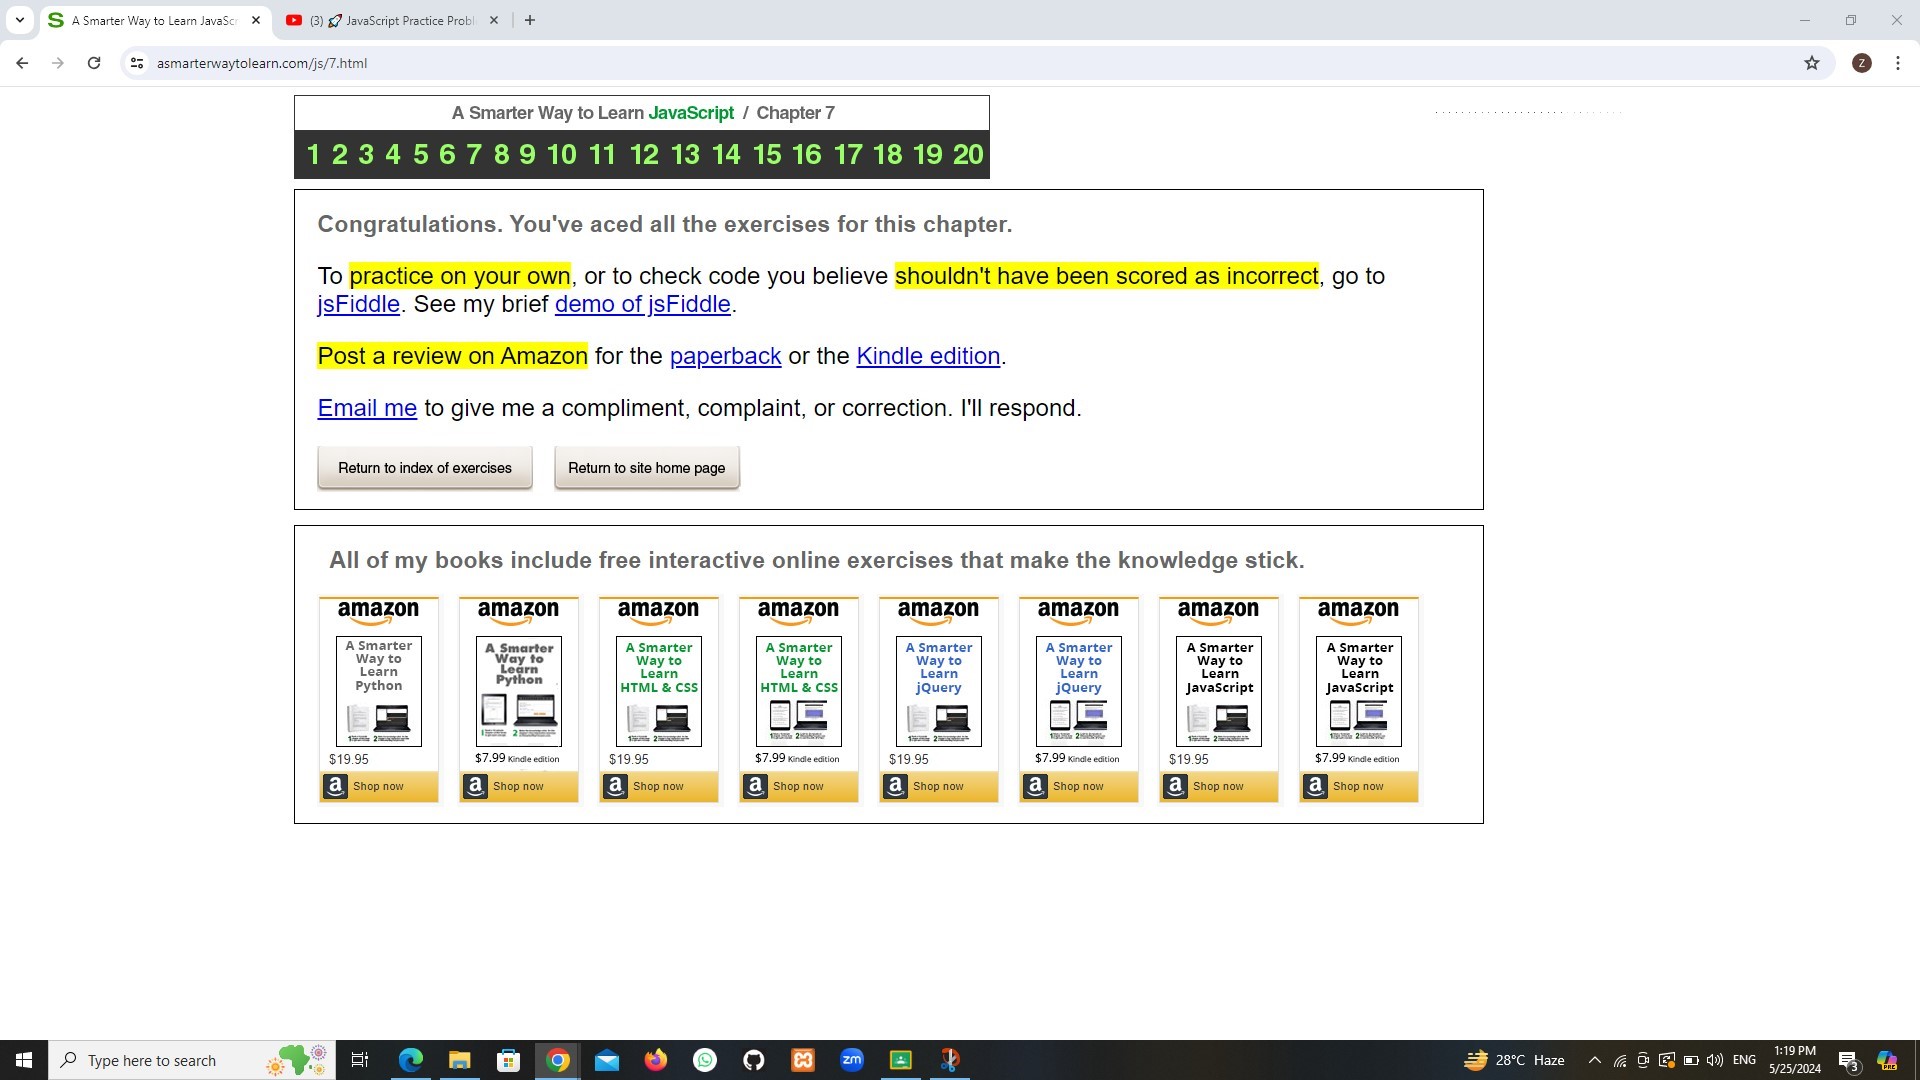 A Smarter Way to Learn JavaSc
(3) 🚀 JavaScript Practice Probl
asmarterwaytolearn.com/js/7.html
Z
A Smarter Way to Learn JavaScript / Chapter 7
1 2 3 4 5 6 7 8 9 10 11 12 13 14 15 16 17 18 19 20
Congratulations. You've aced all the exercises for this chapter.
To practice on your own, or to check code you believe shouldn't have been scored as incorrect, go to
jsFiddle. See my brief demo of jsFiddle.
Post a review on Amazon for the paperback or the Kindle edition.
Email me to give me a compliment, complaint, or correction. I'll respond.
Return to index of exercises Return to site home page
All of my books include free interactive online exercises that make the knowledge stick.
amazon amazon amazon amazon amazon amazon amazon amazon
A Smarter A Smarter A Smarter A Smarter A Smarter A Smarter A Smarter A Smarter
Way to Way to Way to Way to Way to Way to Way to Way to
Learn Learn Learn Learn Learn Learn Learn Learn
Python Python HTML & CSS HTML & CSS jQuery jQuery JavaScript JavaScript
$19.95 $7.99 Kindle edition $19.95 $7.99 Kindle edition $19.95 $7.99 Kindle edition $19.95 $7.99 Kindle edition
a Shop now a Shop now a Shop now a Shop now a Shop now a Shop now a Shop now a Shop now
Type here to search
zm
28°C Haze
ENG
1:19 PM
5/25/2024
3
PRE